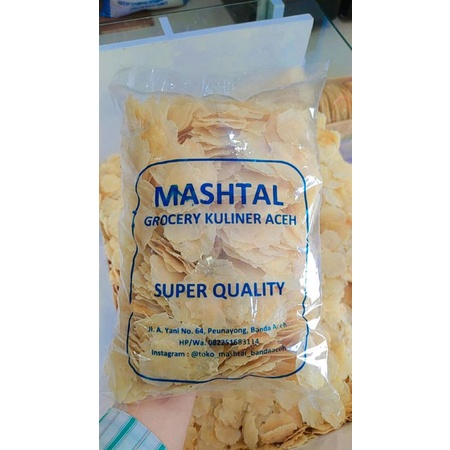 MASHTAL
GROCERY KULINER ACEH
SUPER QUALITY
Jl. A. Yani No. 64, Peunayong, Banda Aceh
HP/Wa. 082251683114
Instagram : @toko_mashtal_bandaaceh